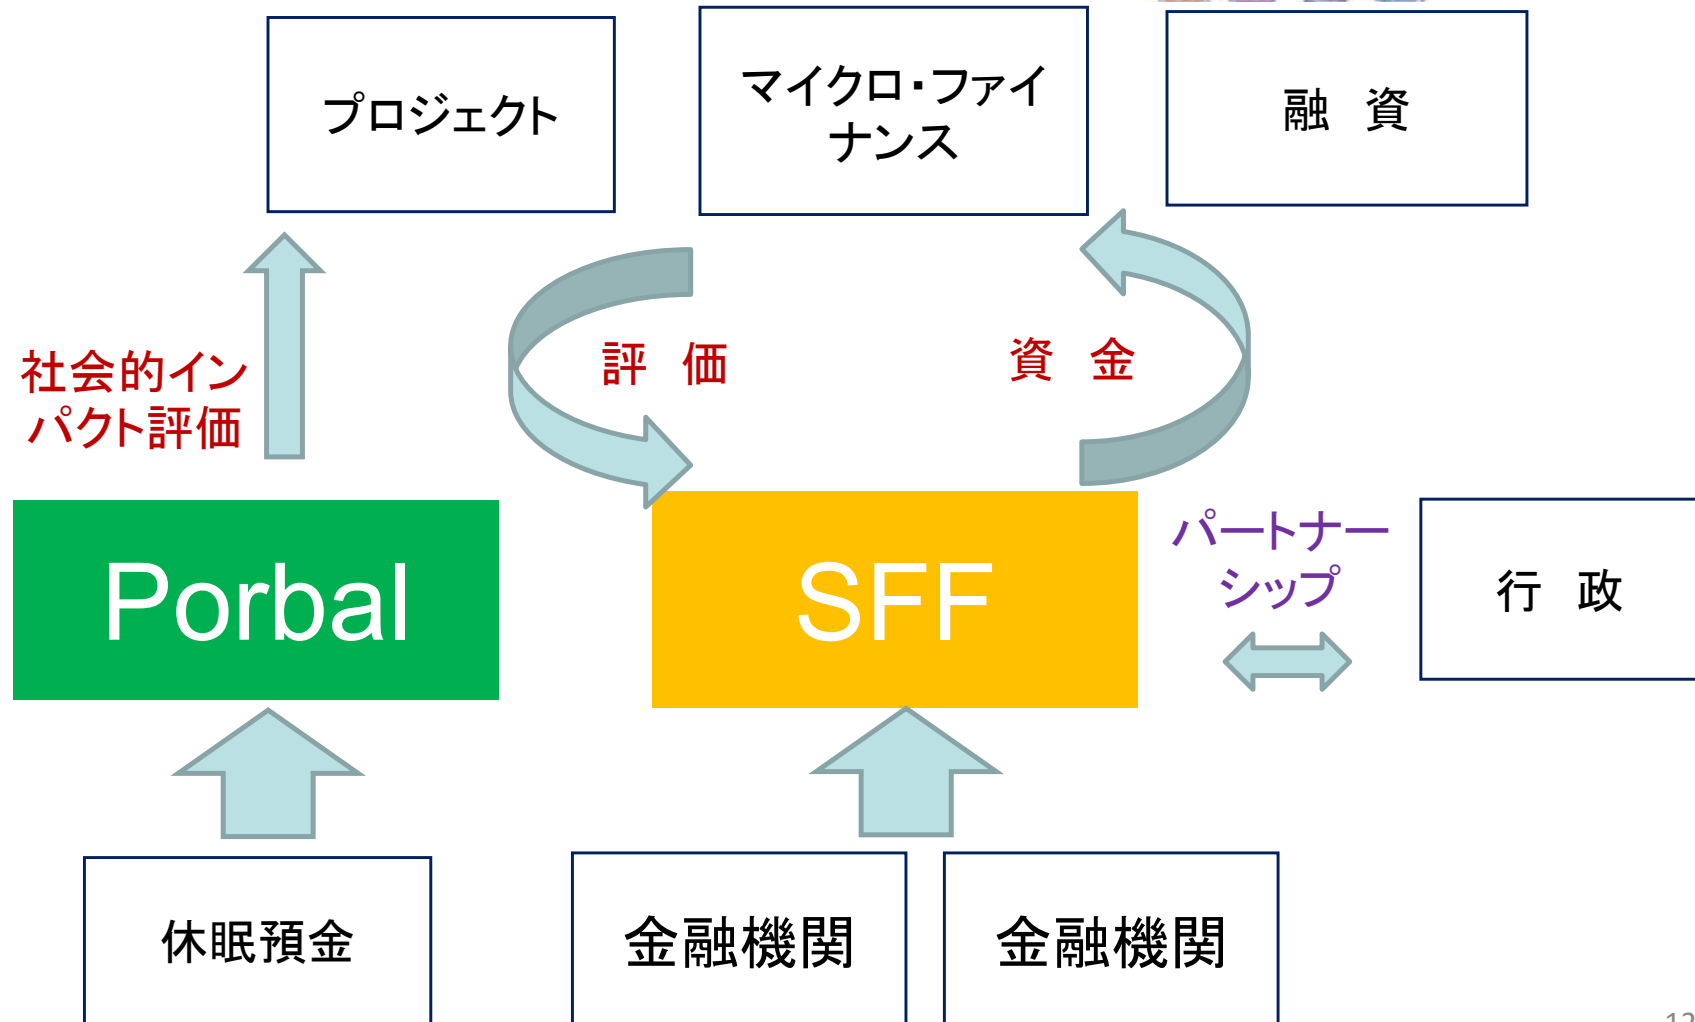 プロジェクト
マイクロ・ファイ
ナンス
融　資
社会的イン
パクト評価
評　価
資　金
Porbal
SFF
パートナー
シップ
行　政
休眠預金
金融機関
金融機関